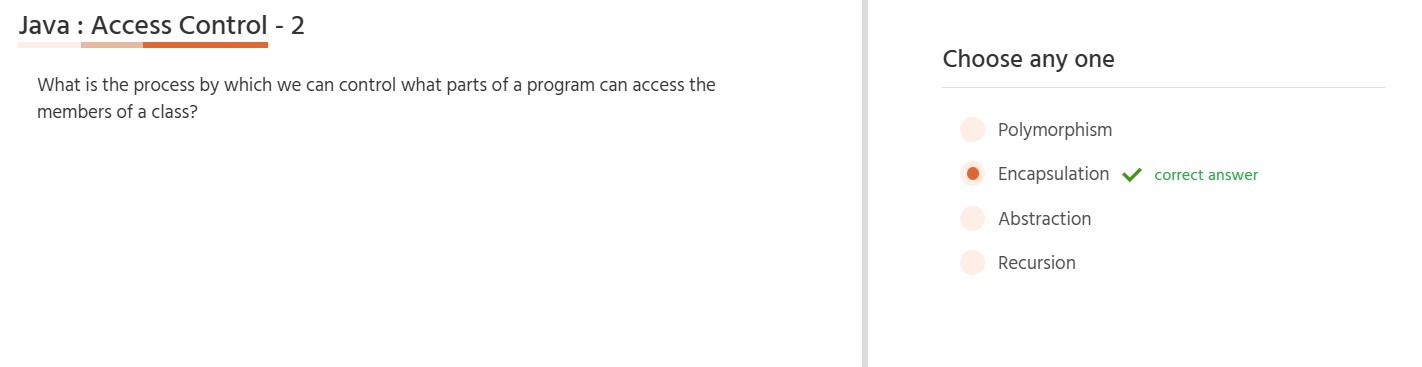 Java : Access Control - 2
What is the process by which we can control what parts of a program can access the
members of a class?
Choose any one
Polymorphism
Encapsulation correct answer
Abstraction
Recursion